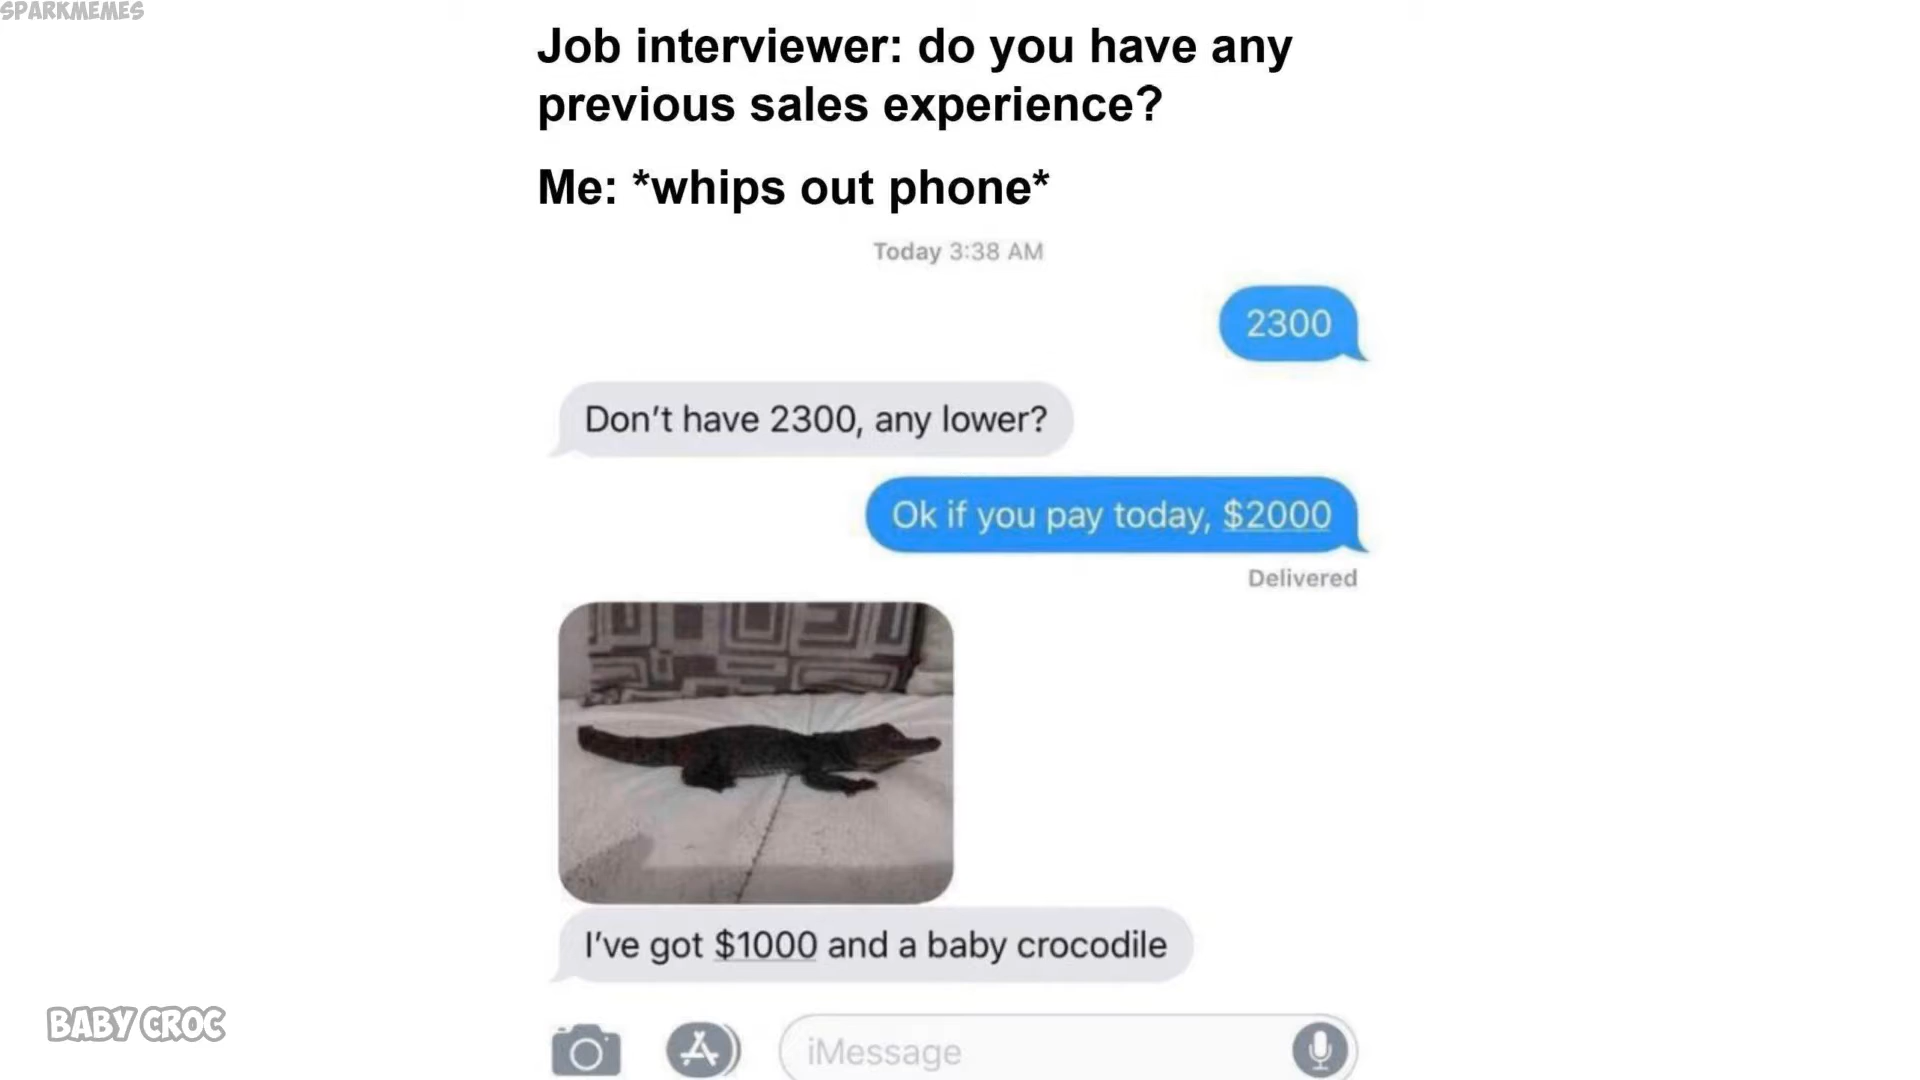 SPARKMEMES
Job interviewer: do you have any
previous sales experience?
Me: *whips out phone*
Today 3:38 AM
2300
Don't have 2300, any lower?
Ok if you pay today, $2000
Delivered
I've got $1000 and a baby crocodile
BABY CROC
iMessage